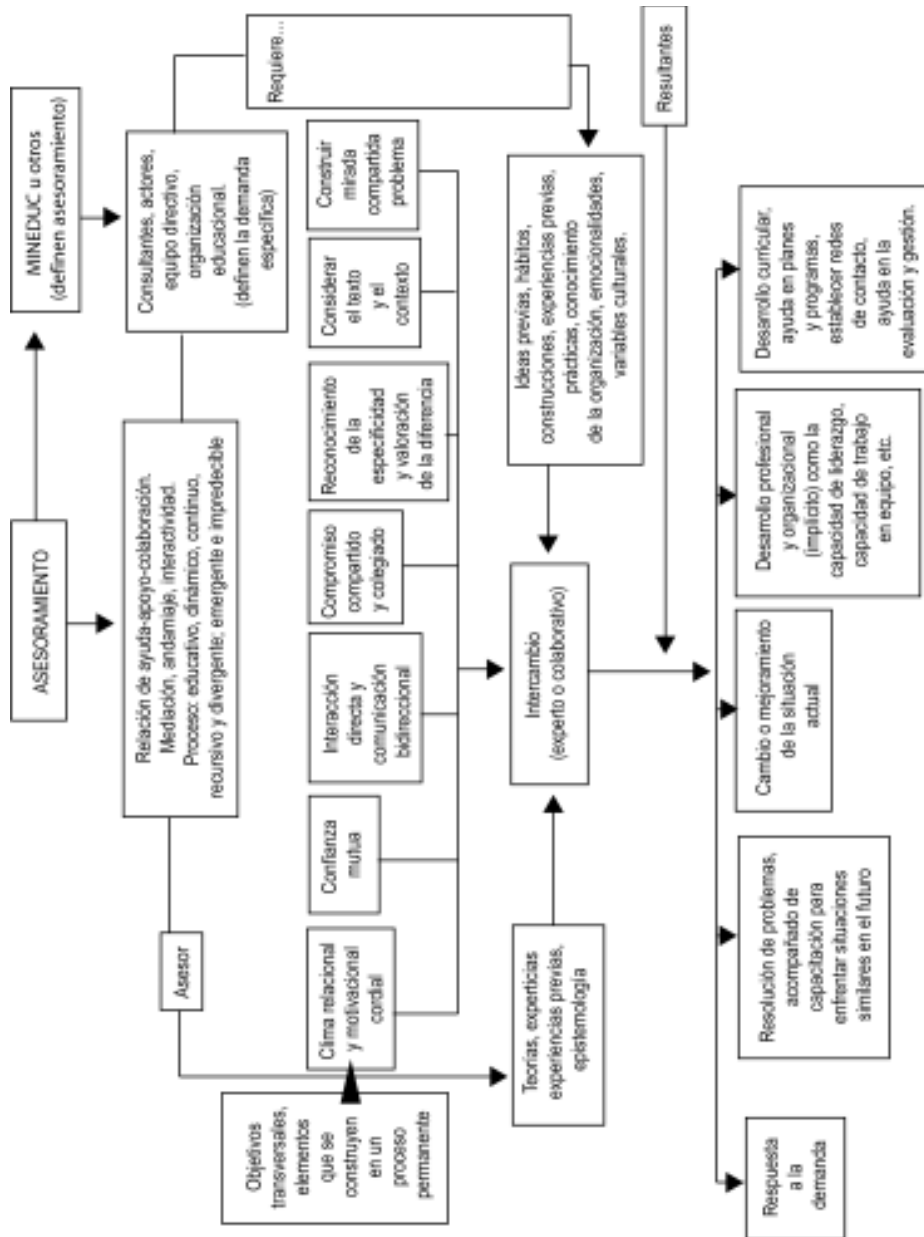 ASESORAMIENTO
MINEDUC u otros
(definen asesoramiento)
Relación de ayuda-apoyo-colaboración.
Mediación, andamiaje, interactividad.
Proceso: educativo, dinámico, continuo,
recursivo y divergente; emergente e impredecible
Consultantes, actores,
equipo directivo,
organización
educacional.
(definen la demanda
específica)
Asesor
Requiere...
Objetivos
transversales,
elementos
que se
construyen
en un
proceso
permanente
Clima relacional
y motivacional
cordial
Confianza
mutua
Interacción
directa y
comunicación
bidireccional
Compromiso
compartido
y colegiado
Reconocimiento
de la
especificidad
y valoración
de la diferencia
Considerar
el texto
y el
contexto
Construir
mirada
compartida
problema
Teorías, experticias
experiencias previas,
epistemología
Intercambio
(experto o colaborativo)
Ideas previas, hábitos,
construcciones, experiencias previas
prácticas, conocimiento
de la organización, emocionalidades,
variables culturales.
Resultantes
Respuesta
a la
demanda
Resolución de problemas,
acompañado de
capacitación para
enfrentar situaciones
similares en el futuro
Cambio o mejoramiento
de la situación
actual
Desarrollo profesional
y organizacional
(implícito) como la
capacidad de liderazgo,
capacidad de trabajo
en equipo, etc.
Desarrollo curricular,
ayuda en planes
y programas,
establecer redes
de contacto,
ayuda en la
evaluación y gestión.